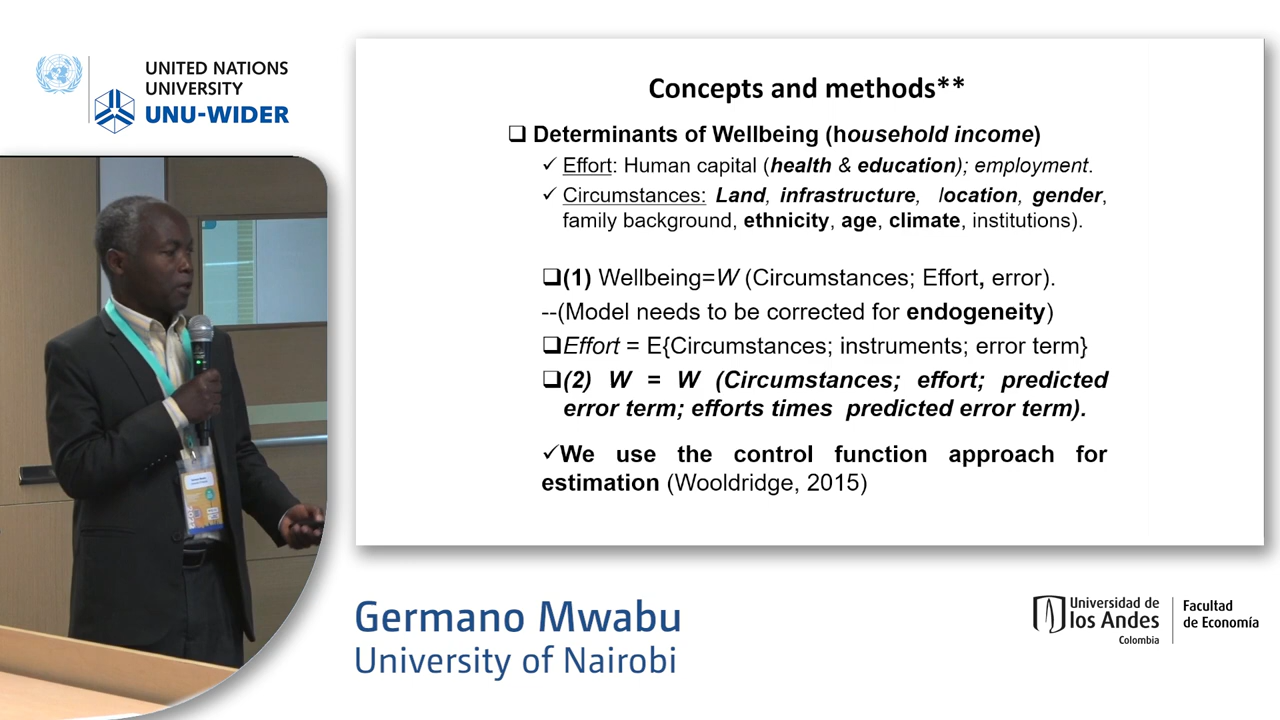 UNITED NATIONS
UNIVERSITY
UNU-WIDER
Concepts and methods**
❑ Determinants of Wellbeing (household income)
✓ Effort: Human capital (health & education); employment.
✓ Circumstances: Land, infrastructure, location, gender,
family background, ethnicity, age, climate, institutions).
❑(1) Wellbeing=W (Circumstances; Effort, error).
--(Model needs to be corrected for endogeneity)
❑Effort = E{Circumstances; instruments; error term}
❑(2) W = W (Circumstances; effort; predicted
error term; efforts times predicted error term).
✓We use the control function approach for
estimation (Wooldridge, 2015)
Germano Mwabu
University of Nairobi
Universidad de
los Andes
Colombia
Facultad
de Economía